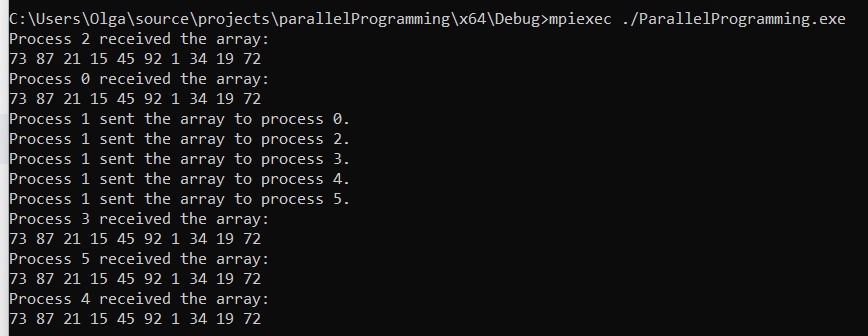 C:\Users\Olga\source\projects\parallelProgramming\x64\Debug>mpiexec ./ParallelProgramming.exe
Process 2 received the array:
73 87 21 15 45 92 1 34 19 72
Process 0 received the array:
73 87 21 15 45 92 1 34 19 72
Process 1 sent the array to process 0.
Process 1 sent the array to process 2.
Process 1 sent the array to process 3.
Process 1 sent the array to process 4.
Process 1 sent the array to process 5.
Process 3 received the array:
73 87 21 15 45 92 1 34 19 72
Process 5 received the array:
73 87 21 15 45 92 1 34 19 72
Process 4 received the array:
73 87 21 15 45 92 1 34 19 72